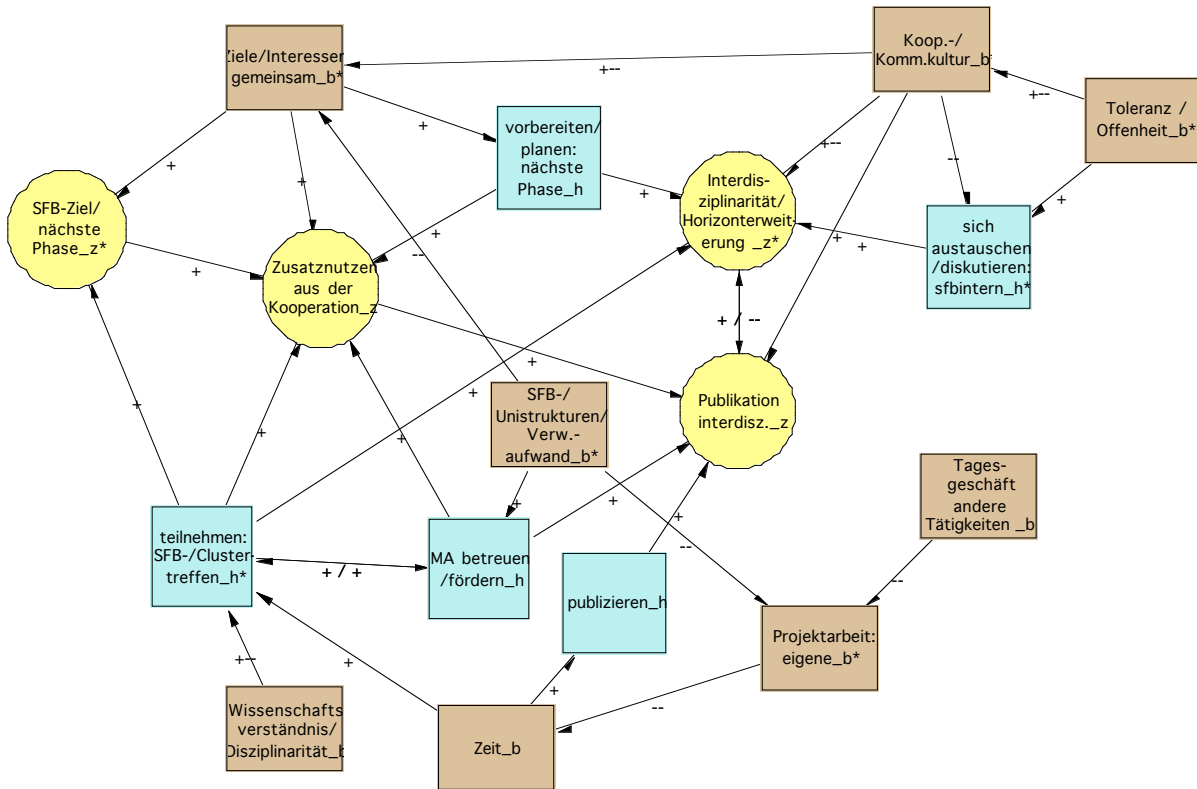 Ziele/Interessen
gemeinsam_b*
Koop.-/
Komm.kultur_b*
+--
+--
Toleranz /
Offenheit_b*
+
vorbereiten/
planen:
nächste
Phase_h
+--
--
+
+
+
+
SFB-Ziel/
nächste
Phase_z*
Interdis-
ziplinarität/
Horizonterweit-
erung _z*
sich
austauschen
/diskutieren:
sfbintern_h*
+
+
+
--
+
Zusatznutzen
aus der
Kooperation_z
+ / --
+
+
SFB-/
Unistrukturen/
Verw.-
aufwand_b*
Publikation
interdisz._z
+
+
+
Tages-
geschäft
andere
Tätigkeiten _b
+
+
+
--
teilnehmen:
SFB-/Cluster-
treffen_h*
+ / +
MA betreuen
/fördern_h
publizieren_h
--
Projektarbeit:
eigene_b*
+--
+
+
--
Wissenschafts
verständnis/
Disziplinarität_b
Zeit_b